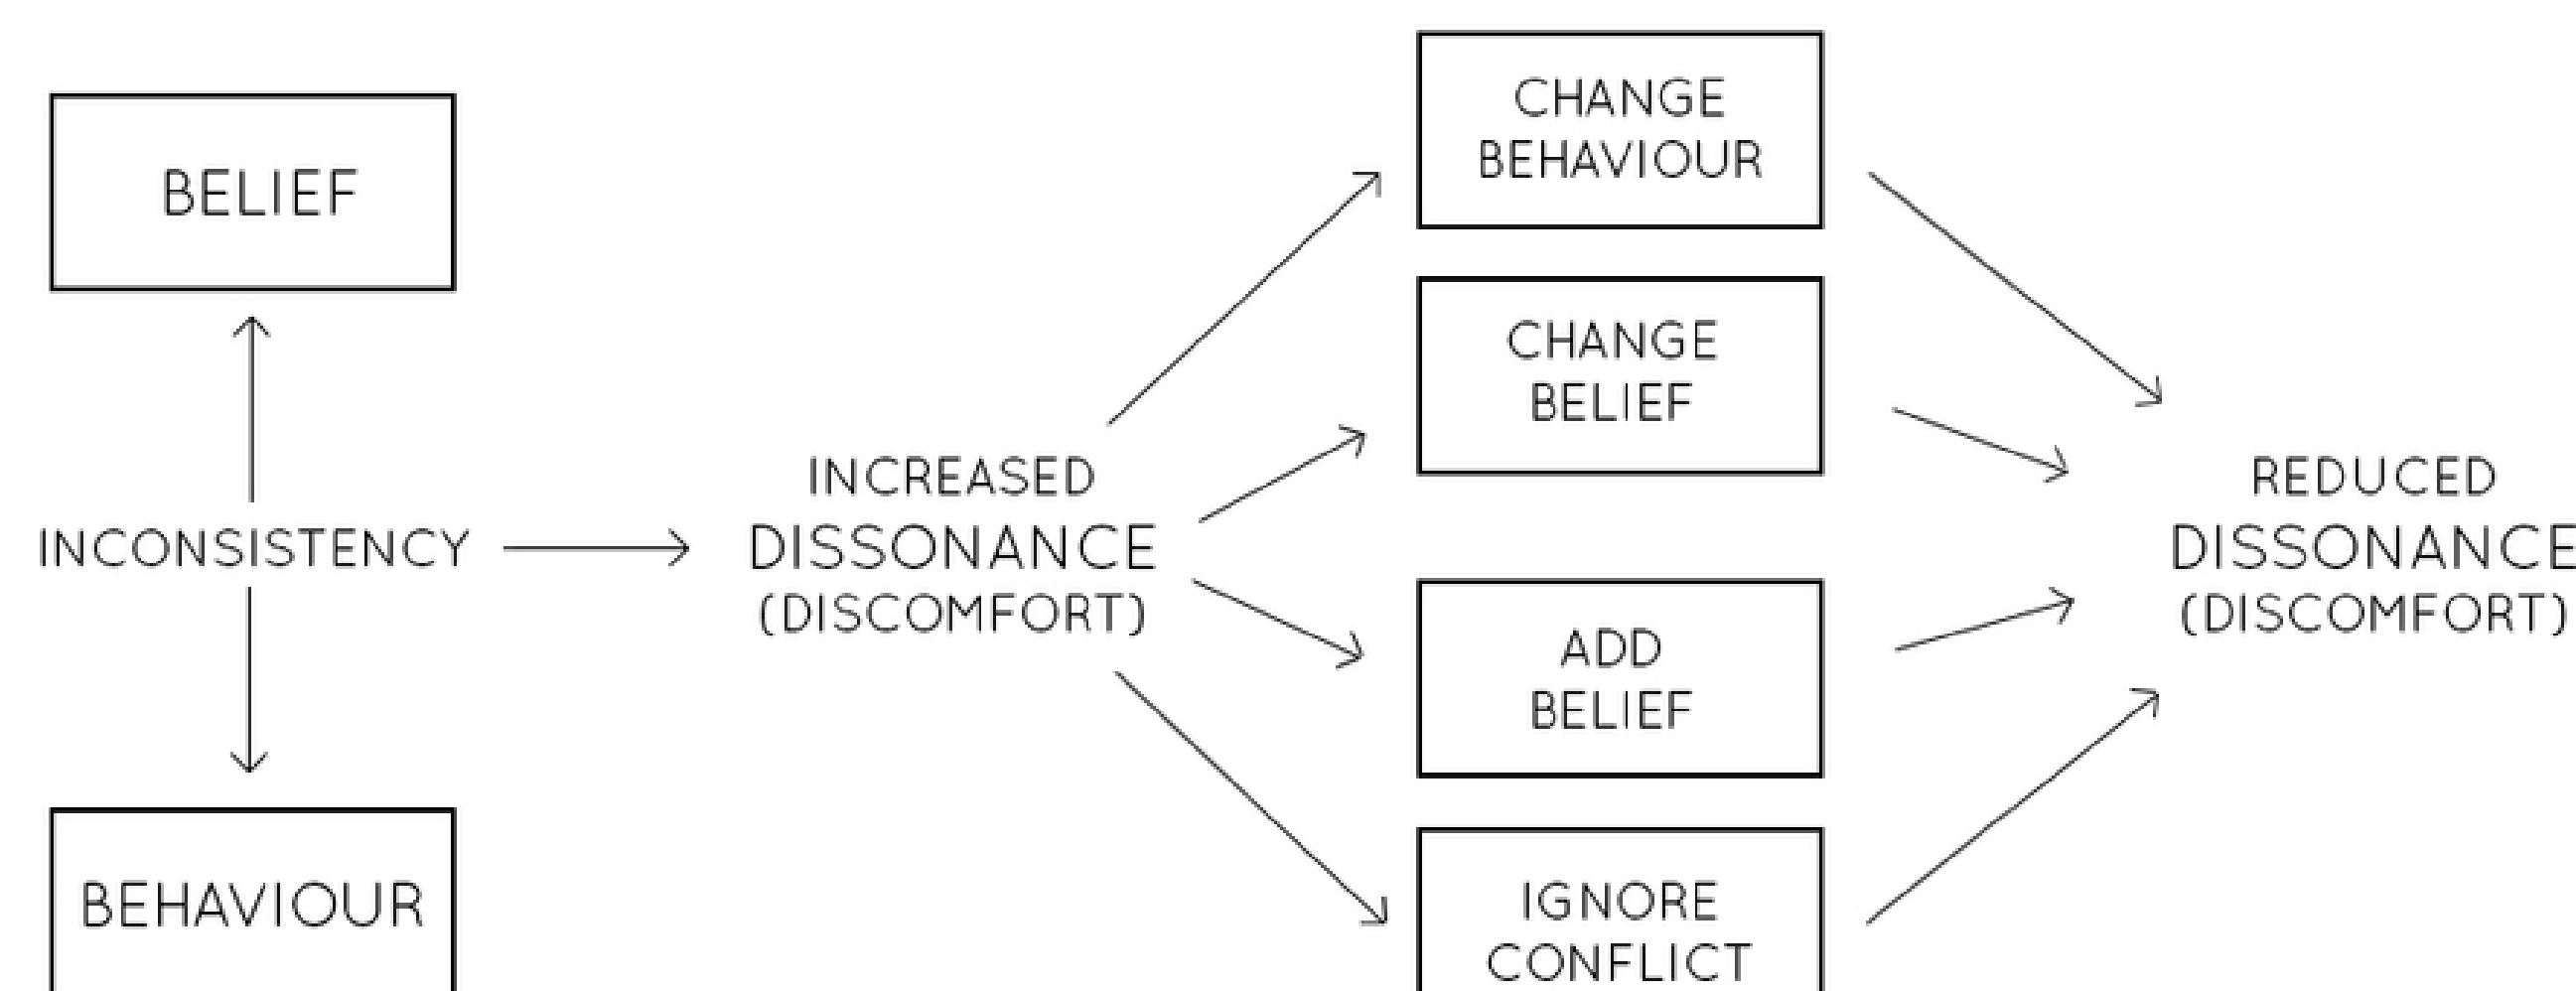 BELIEF
INCONSISTENCY
BEHAVIOUR
INCREASED
DISSONANCE
(DISCOMFORT)
CHANGE
BEHAVIOUR
CHANGE
BELIEF
ADD
BELIEF
IGNORE
CONFLICT
REDUCED
DISSONANCE
(DISCOMFORT)